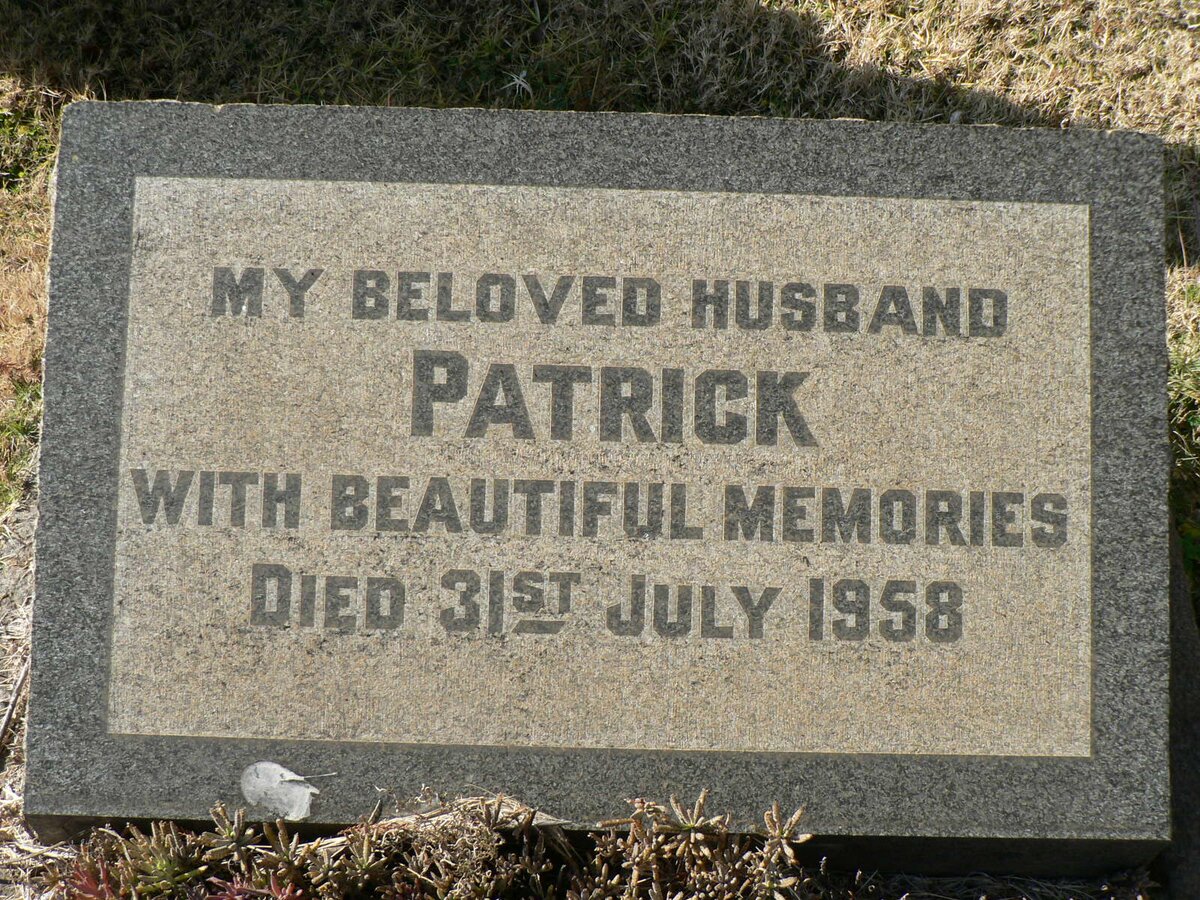 MY BELOVED HUSBAND
PATRICK
WITH BEAUTIFUL MEMORIES
DIED 31ST JULY 1958